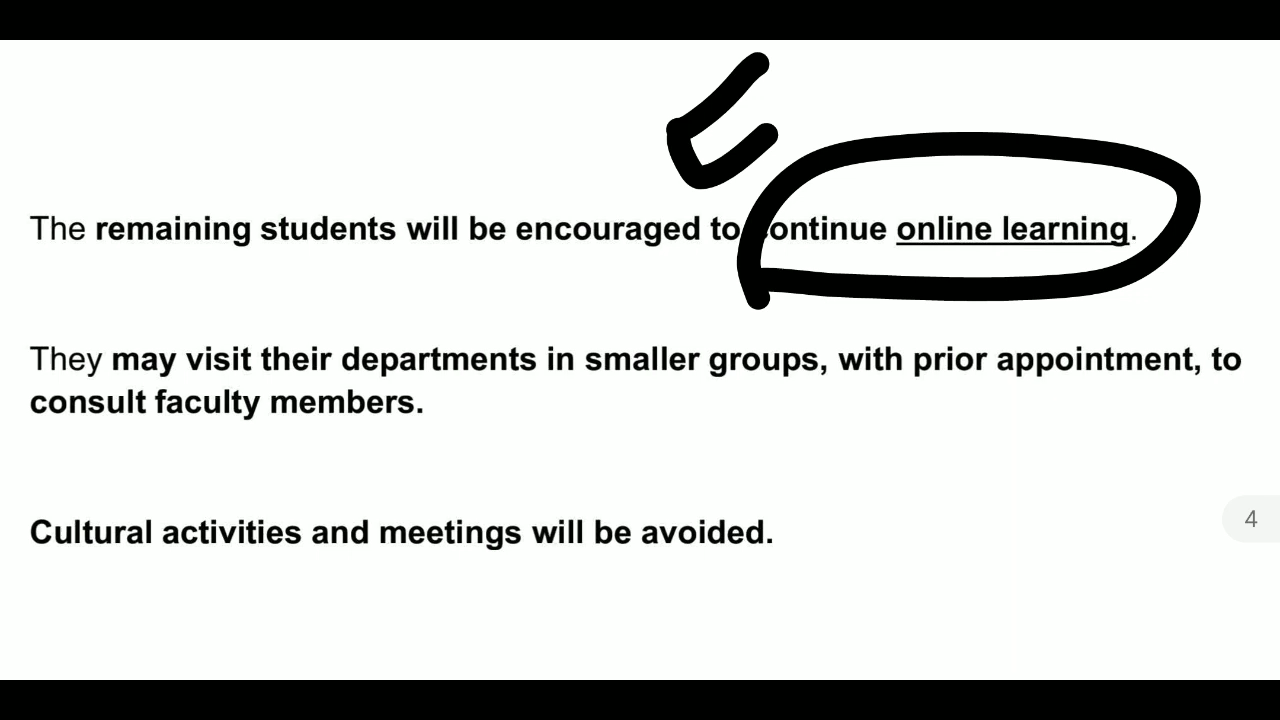 The remaining students will be encouraged to continue online learning.
They may visit their departments in smaller groups, with prior appointment, to
consult faculty members.
Cultural activities and meetings will be avoided.
4